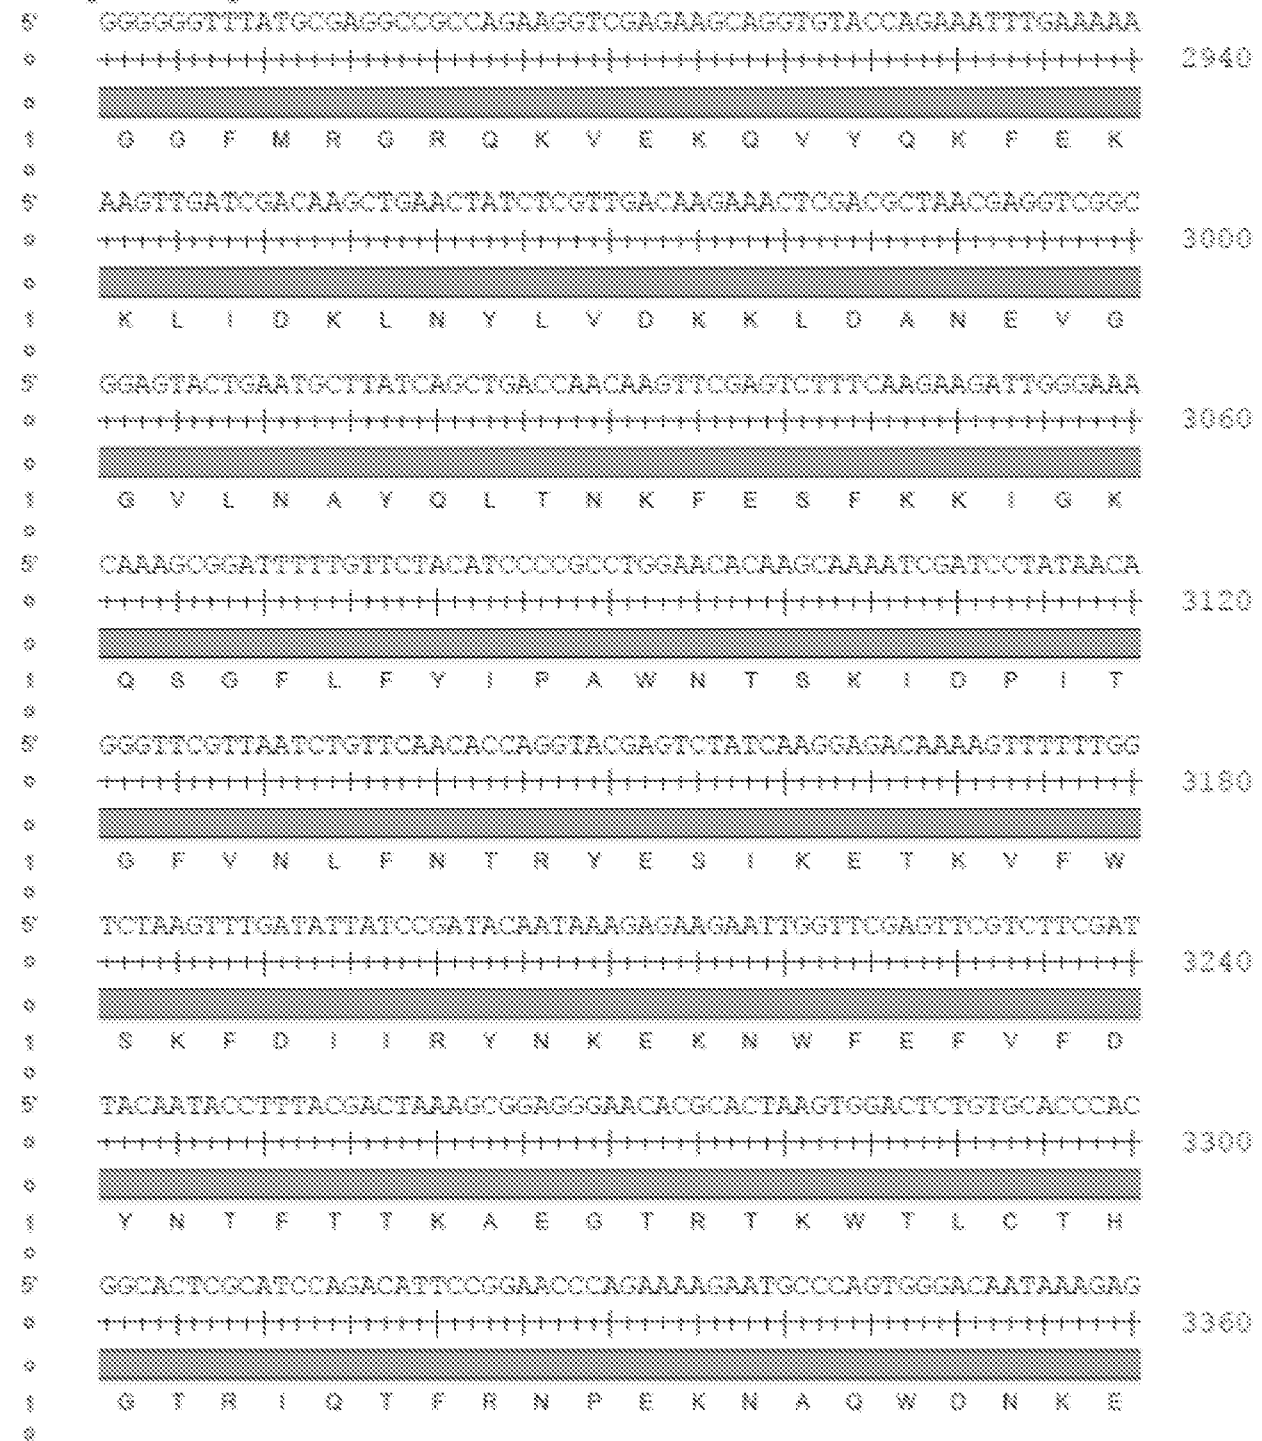 5' GGGGGGTTTATGCGAGGCCGCCAGAAGGTCGAGAAGCAGGTGTACCAGAAATTTGAAAAA
2940
G G F M R G R Q K V E K Q V Y Q K F E K
5' AAGTTGATCGACAAGCTGAACTATCTCGTTGACAAGAAACTCGACGCTAACGAGGTCGGC
3000
K L I D K L N Y L V D K K L D A N E V G
5' GGAGTACTGAATGCTTATCAGCTGACCAACAAGTTCGAGTCTTTCAAGAAGATTGGGAAA
3060
G V L N A Y Q L T N K F E S F K K I G K
5' CAAAGCGGATTTTTGTTCTACATCCCCGCCTGGAACACAAGCAAAATCGATCCTATAACA
3120
Q S G F L F Y I P A W N T S K I D P I T
5' GGGTTCGTTAATCTGTTCAACACCAGGTACGAGTCTATCAAGGAGACAAAAGTTTTTTGG
3180
G F V N L F N T R Y E S I K E T K V F W
5' TCTAAGTTTGATATTATCCGATACAATAAAGAGAAGAATTGGTTCGAGTTCGTCTTCGAT
3240
S K F D I I R Y N K E K N W F E F V F D
5' TACAATACCTTTACGACTAAAGCGGAGGGAACACGCACTAAGTGGACTCTGTGCACCCAC
3300
Y N T F T T K A E G T R T K W T L C T H
5' GGCACTCGCATCCAGACATTCCGGAACCCAGAAAAGAATGCCCAGTGGGACAATAAAGAG
3360
G T R I Q T F R N P E K N A Q W D N K E